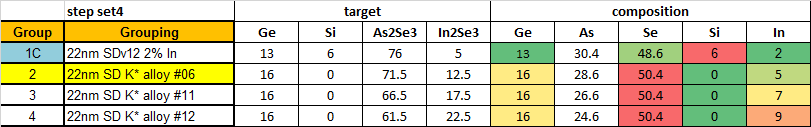 step set4 target composition
Group Grouping Ge Si As2Se3 In2Se3 Ge As Se Si In
1C 22nm SDv12 2% In 13 6 76 5 13 30.4 48.6 6 2
2 22nm SD K* alloy #06 16 0 71.5 12.5 16 28.6 50.4 0 5
3 22nm SD K* alloy #11 16 0 66.5 17.5 16 26.6 50.4 0 7
4 22nm SD K* alloy #12 16 0 61.5 22.5 16 24.6 50.4 0 9